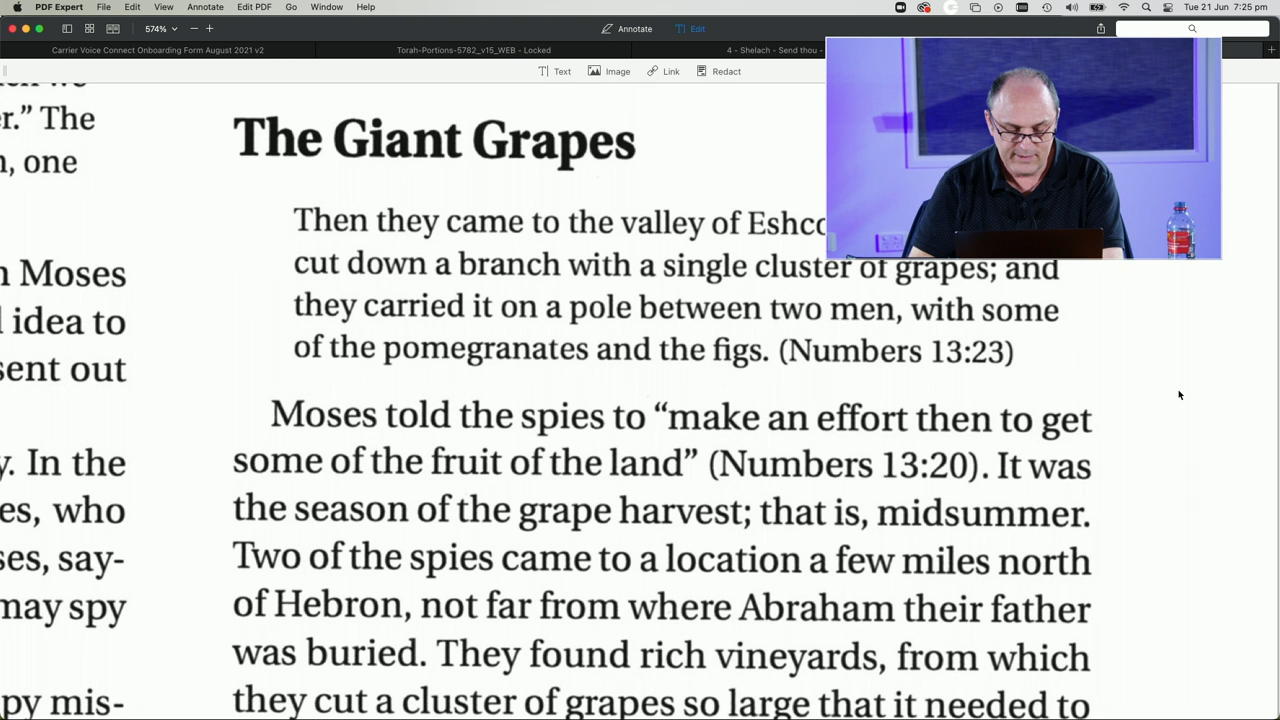 PDF Expert File Edit View Annotate Edit PDF Go Window Help Tue 21 Jun 7:25 pm
574% Annotate Edit
Carrier Voice Connect Onboarding Form August 2021 v2 Torah-Portions-5782_v15_WEB - Locked 4 - Shelach - Send thou -
Text Image Link Redact
er.” The
, one
Moses
idea to
sent out
. In the
es, who
ses, say-
may spy
py mis-
The Giant Grapes
Then they came to the valley of Eshco
cut down a branch with a single cluster of grapes; and
they carried it on a pole between two men, with some
of the pomegranates and the figs. (Numbers 13:23)
Moses told the spies to “make an effort then to get
some of the fruit of the land” (Numbers 13:20). It was
the season of the grape harvest; that is, midsummer.
Two of the spies came to a location a few miles north
of Hebron, not far from where Abraham their father
was buried. They found rich vineyards, from which
they cut a cluster of grapes so large that it needed to